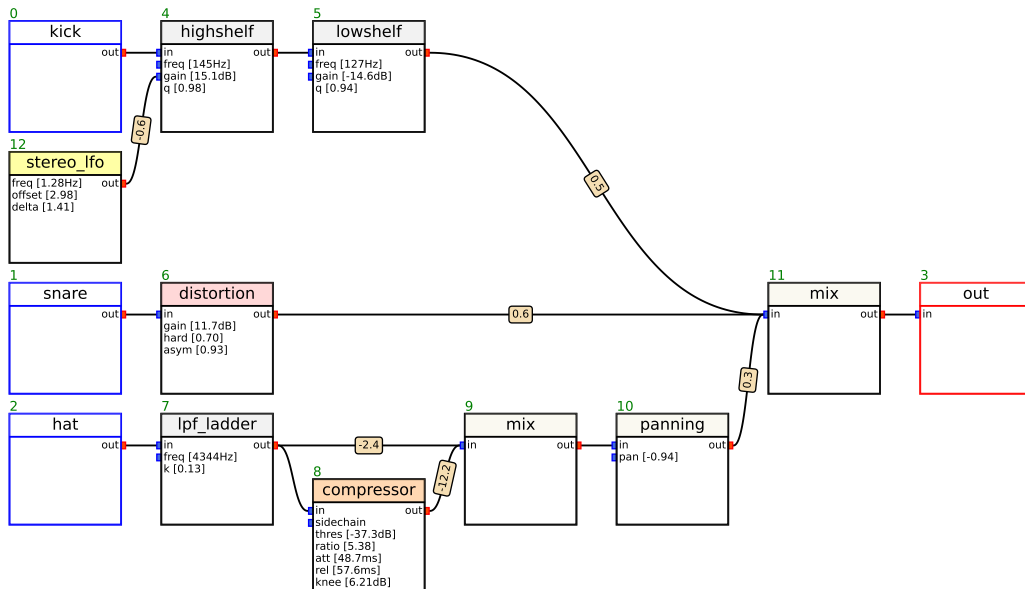 0
kick
out
4
highshelf
in out
freq [145Hz]
gain [15.1dB]
q [0.98]
5
lowshelf
in out
freq [127Hz]
gain [-14.6dB]
q [0.94]
-0.6
12
stereo_lfo
freq [1.28Hz] out
offset [2.98]
delta [1.41]
0.5
1
snare
out
6
distortion
in out
gain [11.7dB]
hard [0.70]
asym [0.93]
0.6
11
mix
in out
3
out
in
0.3
2
hat
out
7
lpf_ladder
in out
freq [4344Hz]
k [0.13]
-2.4
8
compressor
in out
sidechain
thres [-37.3dB]
ratio [5.38]
att [48.7ms]
rel [57.6ms]
knee [6.21dB]
-12.2
9
mix
in out
10
panning
in out
pan [-0.94]